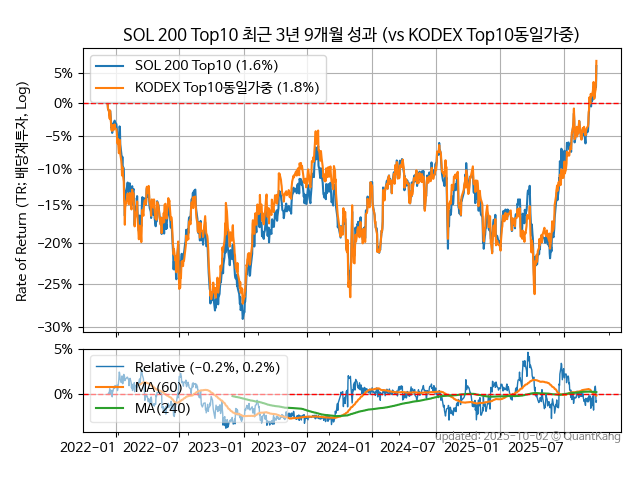 SOL 200 Top10 최근 3년 9개월 성과 (vs KODEX Top10동일가중)
Rate of Return (TR: 배당재투자, Log)
5%
0%
−5%
−10%
−15%
−20%
−25%
−30%
SOL 200 Top10 (1.6%)
KODEX Top10동일가중 (1.8%)
5%
0%
Relative (−0.2%, 0.2%)
MA(60)
MA(240)
updated: 2025-10-02 © QuantKang
2022−01 2022−07 2023−01 2023−07 2024−01 2024−07 2025−01 2025−07